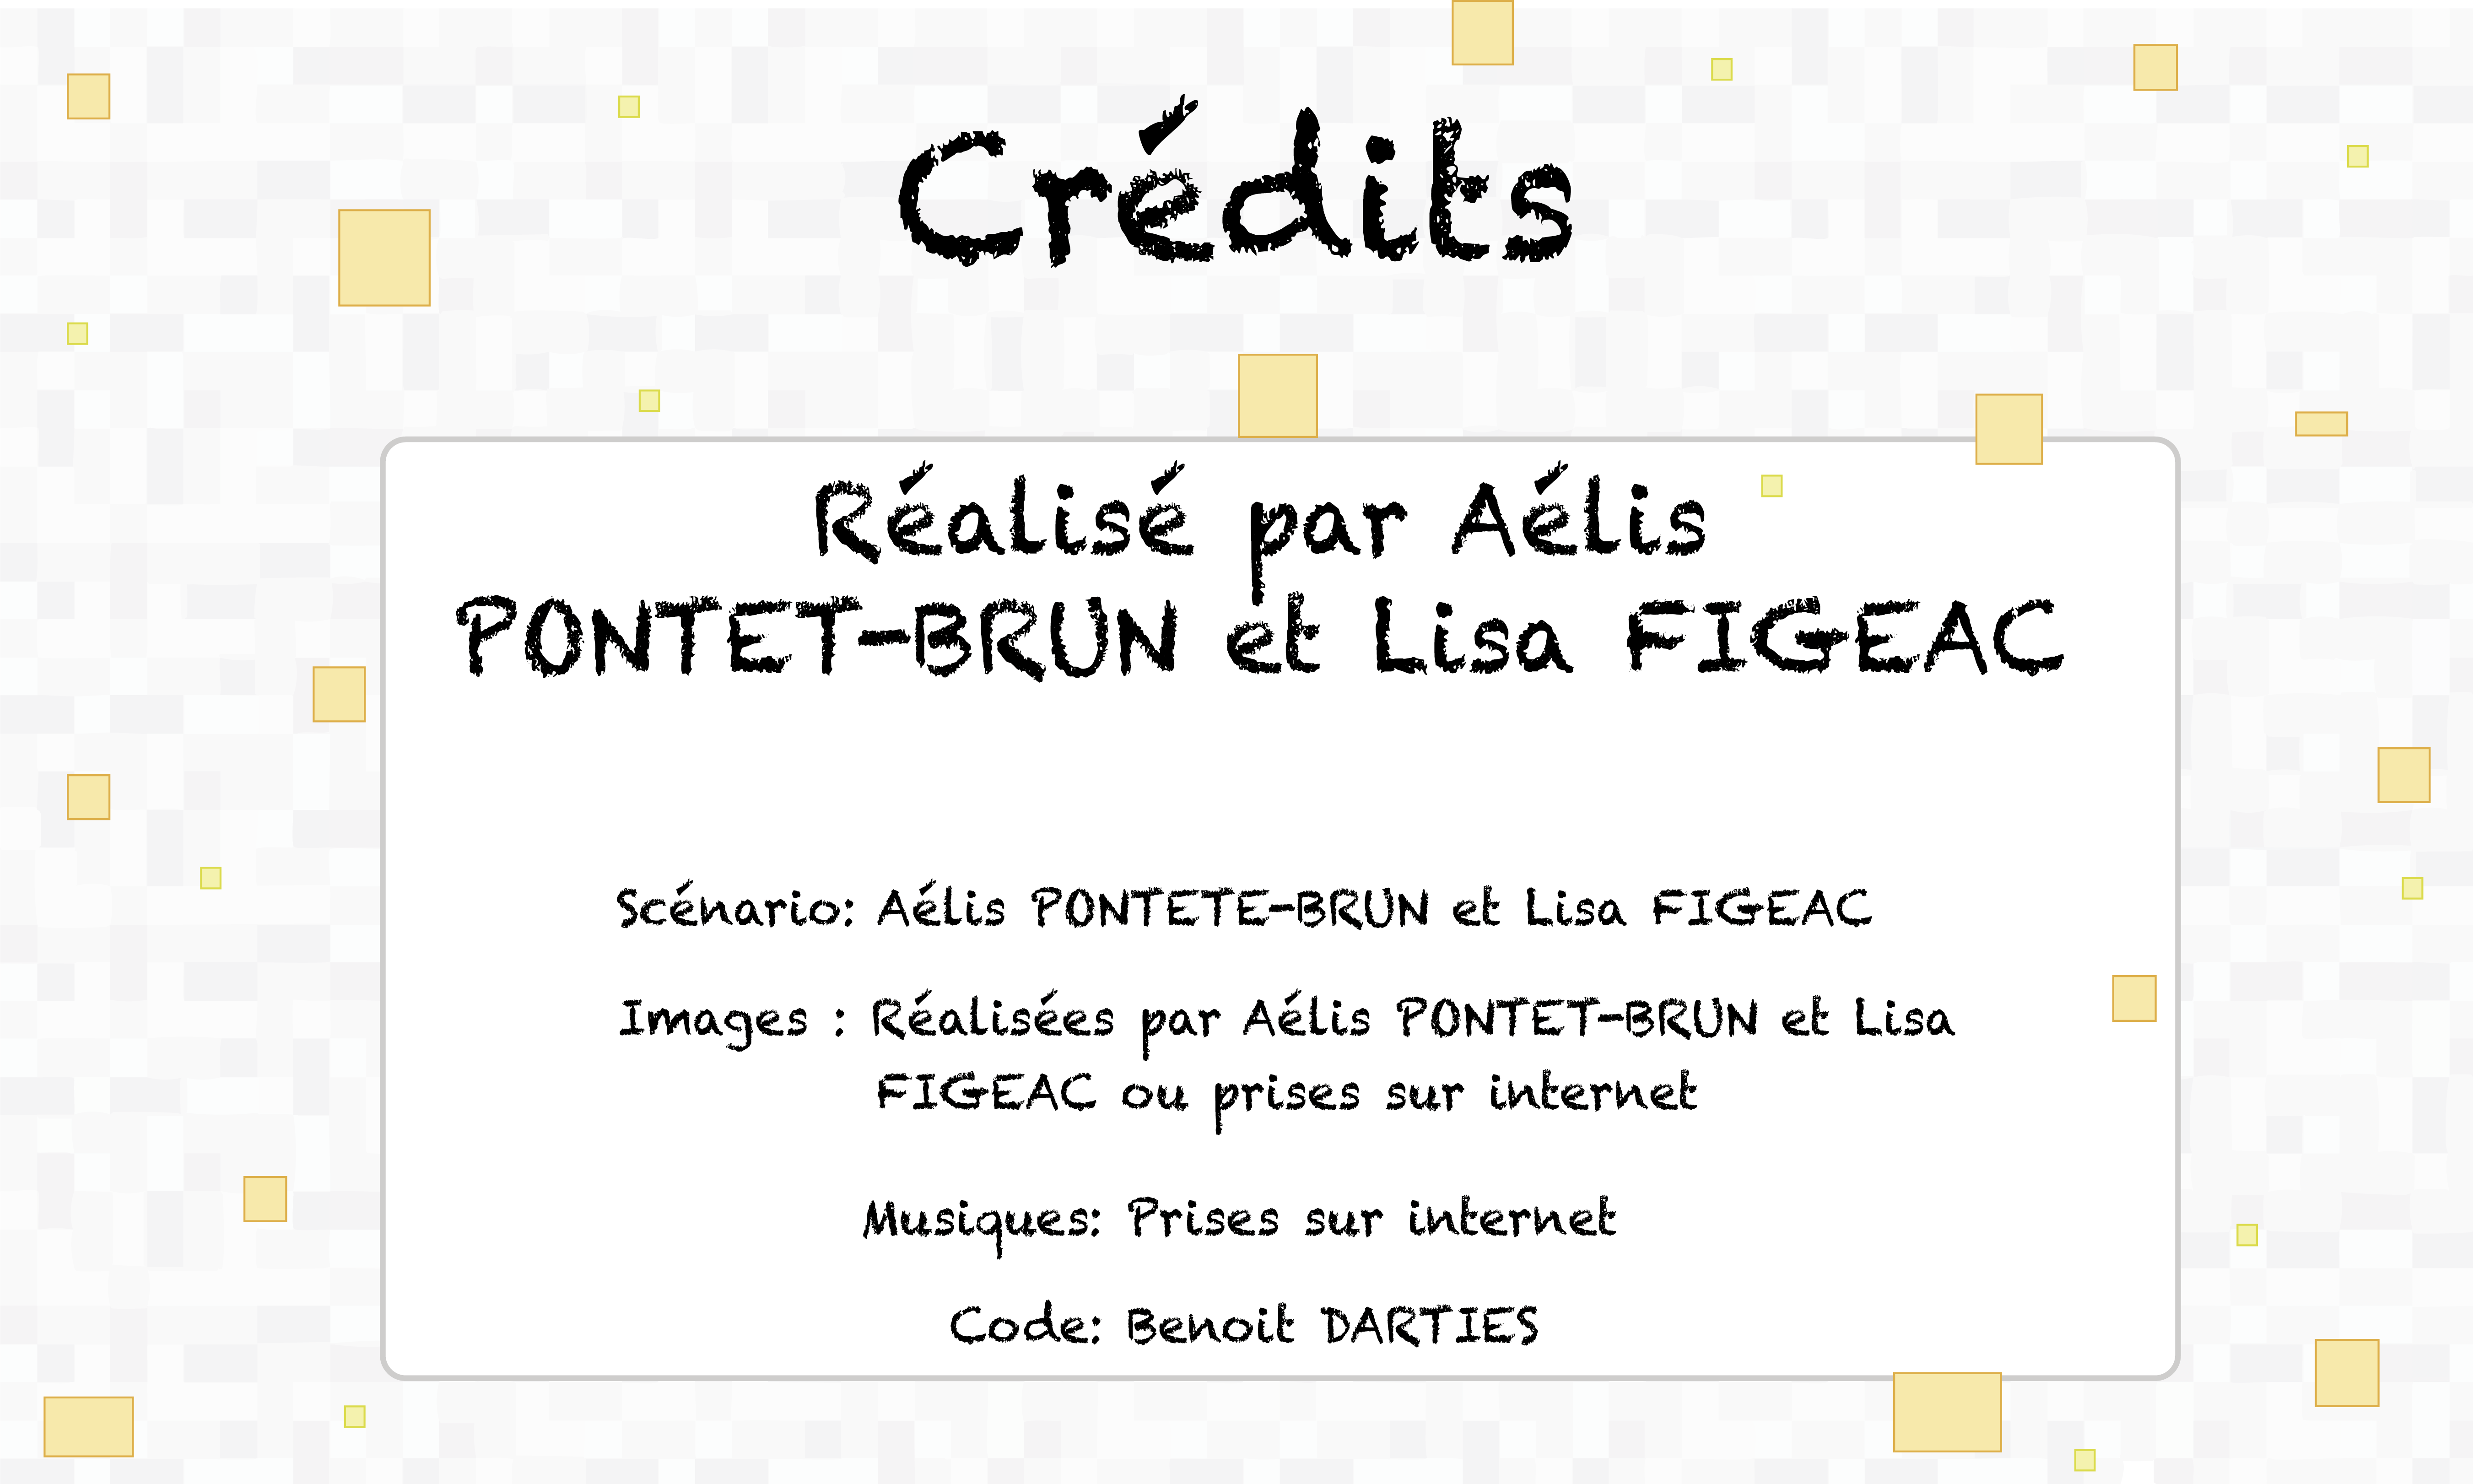 Crédits
Réalisé par Aélis
PONTET-BRUN et Lisa FIGEAC
Scénario: Aélis PONTETE-BRUN et Lisa FIGEAC
Images : Réalisées par Aélis PONTET-BRUN et Lisa
FIGEAC ou prises sur internet
Musiques: Prises sur internet
Code: Benoit DARTIES